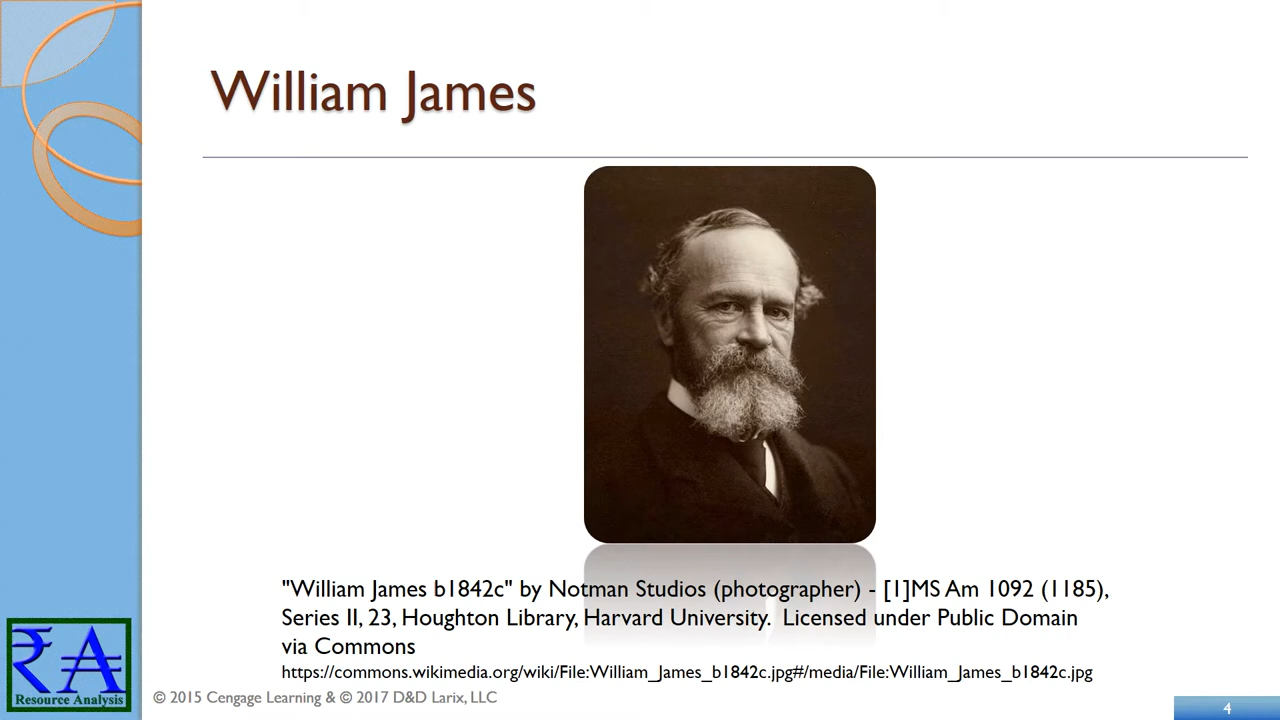 William James
"William James b1842c" by Notman Studios (photographer) - [1]MS Am 1092 (1185),
Series II, 23, Houghton Library, Harvard University. Licensed under Public Domain
via Commons
https://commons.wikimedia.org/wiki/File:William_James_b1842c.jpg#/media/File:William_James_b1842c.jpg
₹A
Resource Analysis
© 2015 Cengage Learning & © 2017 D&D Larix, LLC
4